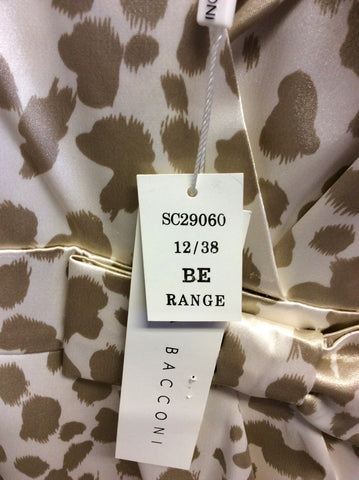 SC29060
12/38
BE
RANGE
BACCONI